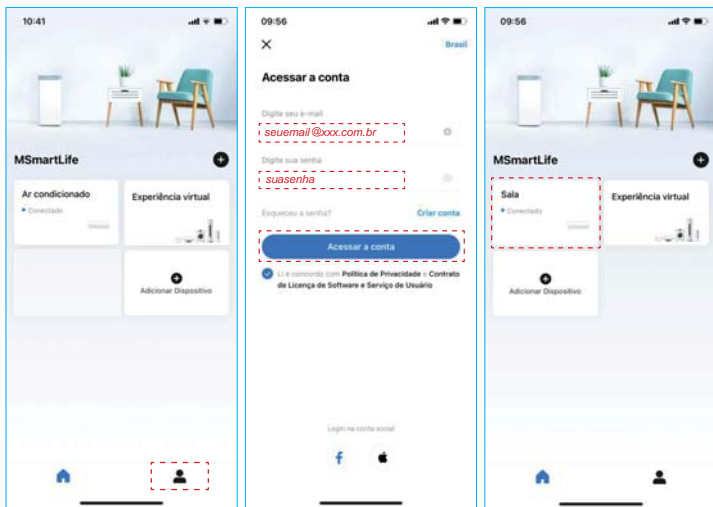 10:41
MSmartLife
Ar condicionado
Conectado
Experiência virtual
Adicionar Dispositivo
09:56
Brasil
Acessar a conta
Digite seu e-mail
seuemail@xxx.com.br
Digite sua senha
suasenha
Esqueceu a senha?
Criar conta
Acessar a conta
Li e concordo com Política de Privacidade e Contrato
de Licença de Software e Serviço de Usuário
Login na conta social
09:56
MSmartLife
Sala
Conectado
Experiência virtual
Adicionar Dispositivo